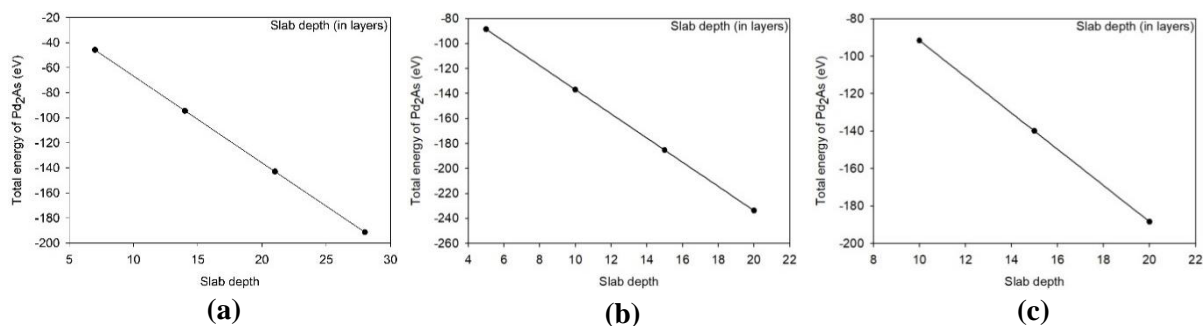 Slab depth (in layers)
Total energy of Pd2As (eV)
-20
-40
-60
-80
-100
-120
-140
-160
-180
-200
5 10 15 20 25 30
Slab depth
(a)
Slab depth (in layers)
Total energy of Pd2As (eV)
-80
-100
-120
-140
-160
-180
-200
-220
-240
-260
4 6 8 10 12 14 16 18 20 22
Slab depth
(b)
Slab depth (in layers)
Total energy of Pd2As (eV)
-80
-100
-120
-140
-160
-180
-200
8 10 12 14 16 18 20 22
Slab depth
(c)